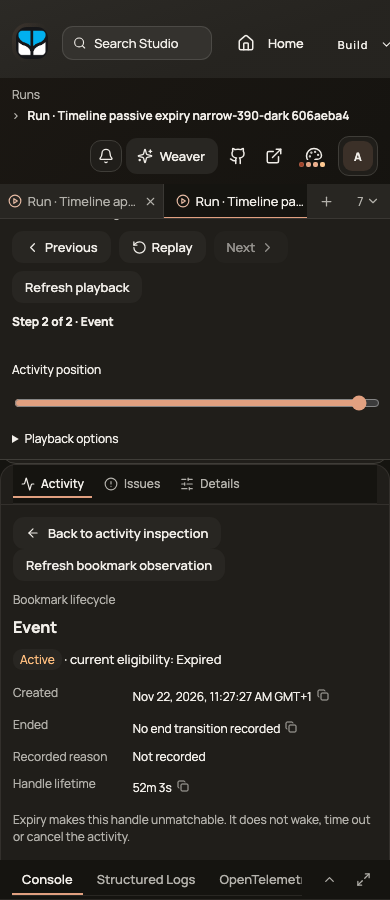 Search Studio
Home
Build
Runs
› Run · Timeline passive expiry narrow-390-dark 606aeba4
Weaver
A
Run · Timeline ap...
Run · Timeline pa...
7
Previous
Replay
Next
Refresh playback
Step 2 of 2 · Event
Activity position
Playback options
Activity
Issues
Details
Back to activity inspection
Refresh bookmark observation
Bookmark lifecycle
Event
Active · current eligibility: Expired
Created Nov 22, 2026, 11:27:27 AM GMT+1
Ended No end transition recorded
Recorded reason Not recorded
Handle lifetime 52m 3s
Expiry makes this handle unmatchable. It does not wake, time out
or cancel the activity.
Console
Structured Logs
OpenTelemet